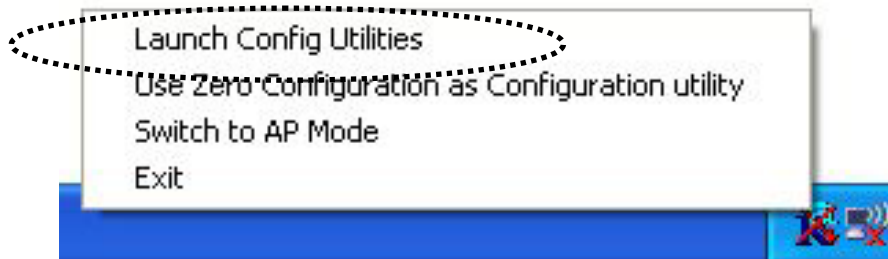 Launch Config Utilities
Use Zero Configuration as Configuration utility
Switch to AP Mode
Exit